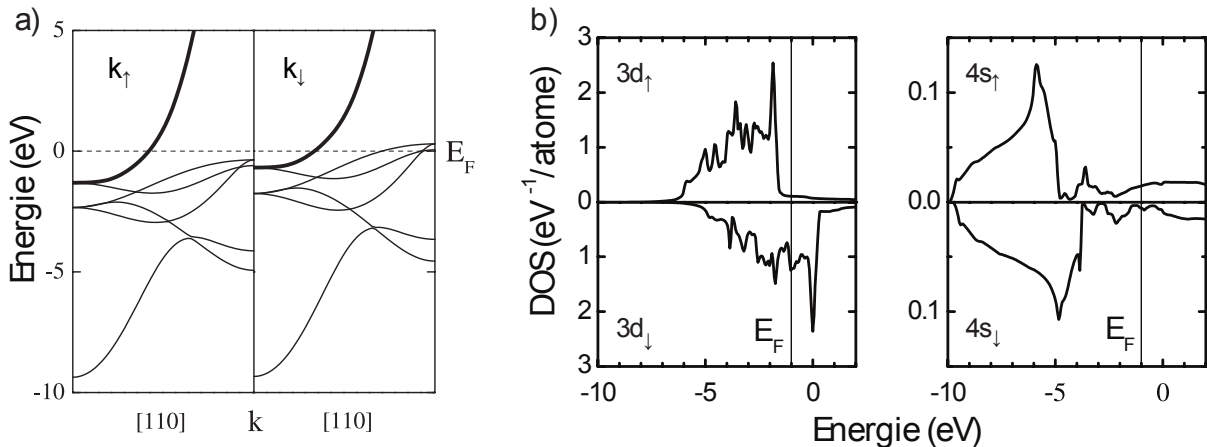 a)
Energie (eV)
5
0
-5
-10
k↑
k↓
E_F
[110]
k
[110]
b)
DOS (eV⁻¹/atome)
3
2
1
0
1
2
3
3d↑
3d↓
E_F
-10
-5
0
0.1
0.0
0.1
4s↑
4s↓
E_F
-10
-5
0
Energie (eV)